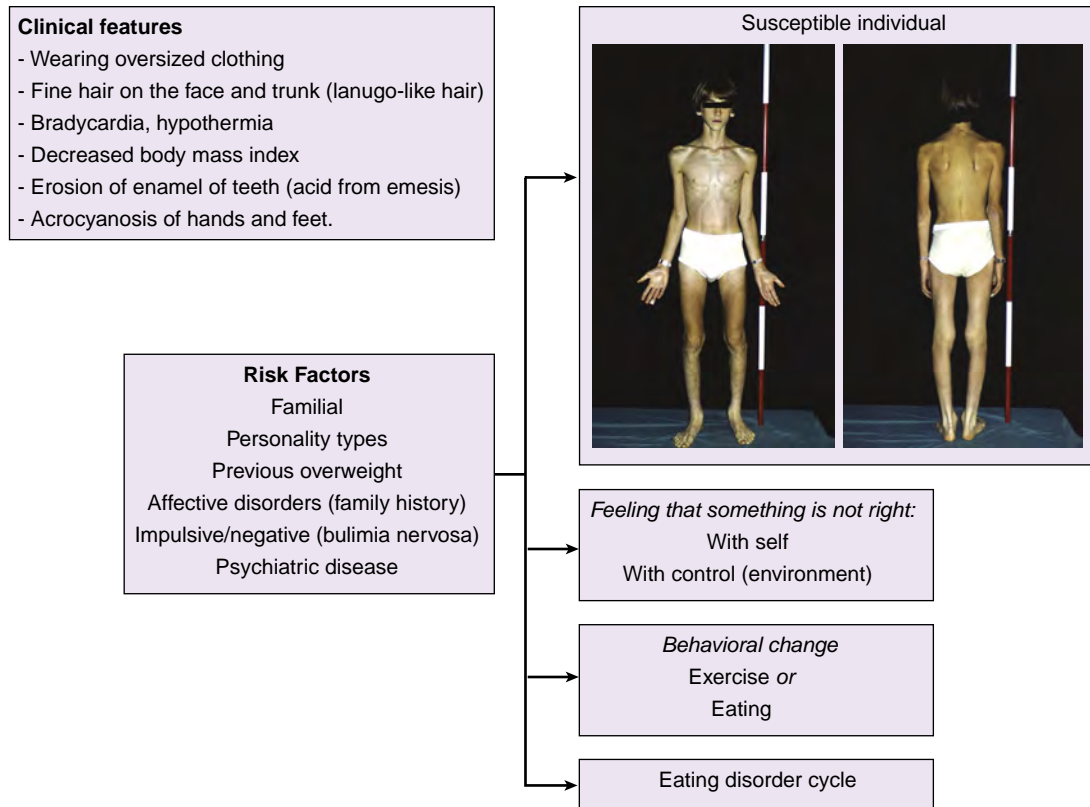 Clinical features
- Wearing oversized clothing
- Fine hair on the face and trunk (lanugo-like hair)
- Bradycardia, hypothermia
- Decreased body mass index
- Erosion of enamel of teeth (acid from emesis)
- Acrocyanosis of hands and feet.
Susceptible individual
Risk Factors
Familial
Personality types
Previous overweight
Affective disorders (family history)
Impulsive/negative (bulimia nervosa)
Psychiatric disease
Feeling that something is not right:
With self
With control (environment)
Behavioral change
Exercise or
Eating
Eating disorder cycle